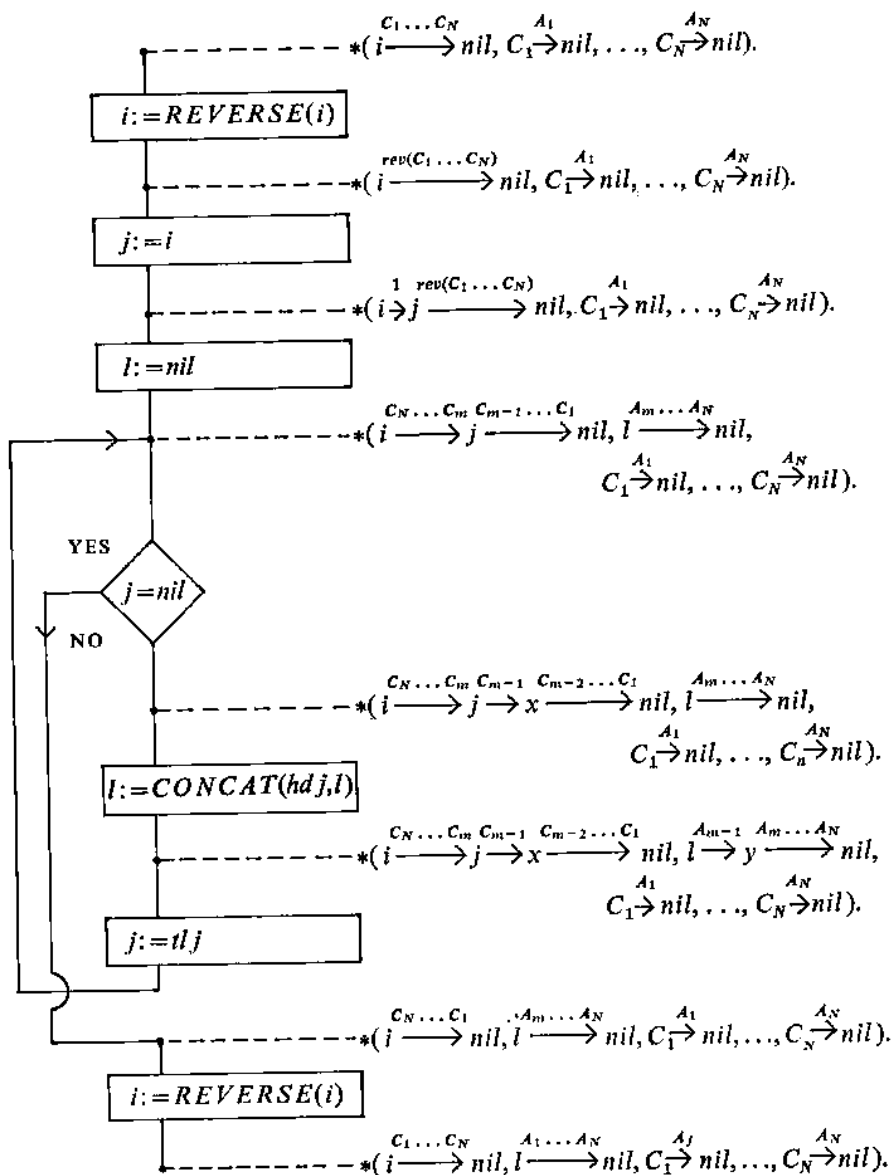 *(i —C₁...C_N→ nil, C₁ —A₁→ nil, ..., C_N —A_N→ nil).
i:=REVERSE(i)
*(i —rev(C₁...C_N)→ nil, C₁ —A₁→ nil, ..., C_N —A_N→ nil).
j:=i
*(i —1→ j —rev(C₁...C_N)→ nil, C₁ —A₁→ nil, ..., C_N —A_N→ nil).
l:=nil
*(i —C_N...C_m→ j —C_{m-1}...C₁→ nil, l —A_m...A_N→ nil,
C₁ —A₁→ nil, ..., C_N —A_N→ nil).
YES
j=nil
NO
*(i —C_N...C_m→ j —C_{m-1}→ x —C_{m-2}...C₁→ nil, l —A_m...A_N→ nil,
C₁ —A₁→ nil, ..., C_n —A_N→ nil).
l:=CONCAT(hdj,l)
*(i —C_N...C_m→ j —C_{m-1}→ x —C_{m-2}...C₁→ nil, l —A_{m-1}→ y —A_m...A_N→ nil,
C₁ —A₁→ nil, ..., C_N —A_N→ nil).
j:=tlj
*(i —C_N...C₁→ nil, l —A_m...A_N→ nil, C₁ —A₁→ nil, ..., C_N —A_N→ nil).
i:=REVERSE(i)
*(i —C₁...C_N→ nil, l —A₁...A_N→ nil, C₁ —A_j→ nil, ..., C_N —A_N→ nil).